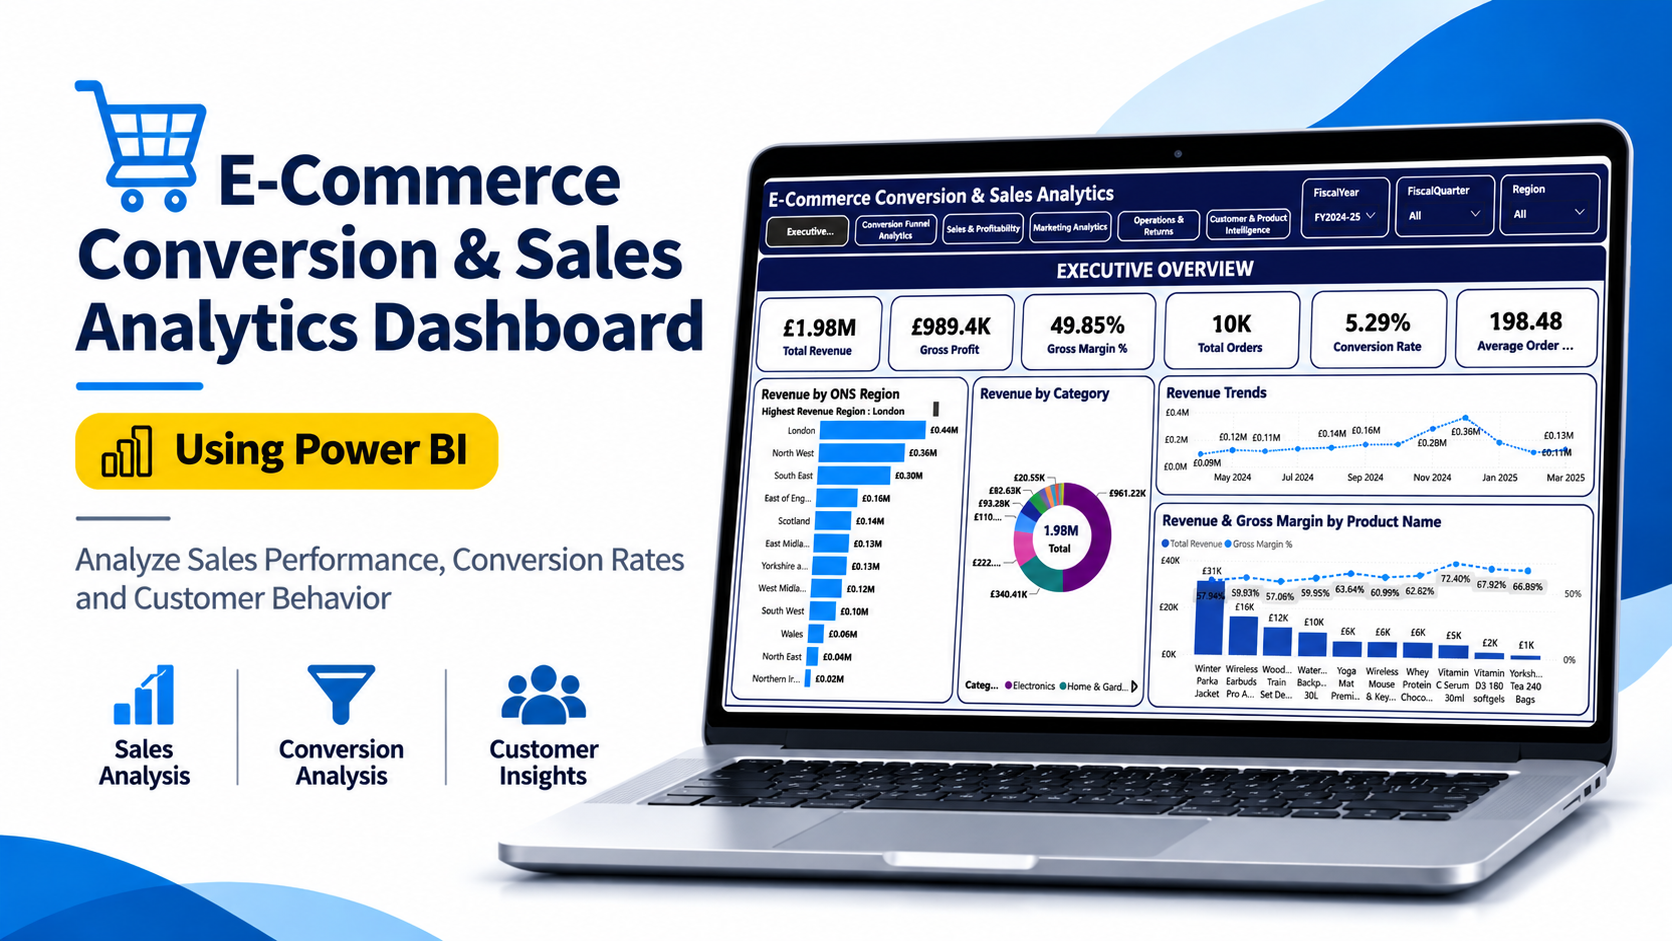 E-Commerce
Conversion & Sales
Analytics Dashboard
Using Power BI
Analyze Sales Performance, Conversion Rates
and Customer Behavior
Sales
Analysis
Conversion
Analysis
Customer
Insights
E-Commerce Conversion & Sales Analytics
Executive...
Conversion Funnel
Analytics
Sales & Profitability
Marketing Analytics
Operations &
Returns
Customer & Product
Intelligence
FiscalYear
FY2024-25
FiscalQuarter
All
Region
All
EXECUTIVE OVERVIEW
£1.98M
Total Revenue
£989.4K
Gross Profit
49.85%
Gross Margin %
10K
Total Orders
5.29%
Conversion Rate
198.48
Average Order ...
Revenue by ONS Region
Highest Revenue Region : London
London £0.44M
North West £0.36M
South East £0.30M
East of Eng... £0.16M
Scotland £0.14M
East Midla... £0.13M
Yorkshire a... £0.13M
West Midla... £0.12M
South West £0.10M
Wales £0.06M
North East £0.04M
Northern Ir... £0.02M
Revenue by Category
£20.55K
£82.63K
£93.28K
£110....
£222....
£340.41K
£961.22K
1.98M
Total
Categ... Electronics Home & Gard...
Revenue Trends
£0.4M
£0.2M
£0.0M
£0.09M
£0.12M
£0.11M
£0.14M
£0.16M
£0.28M
£0.36M
£0.11M
£0.13M
May 2024
Jul 2024
Sep 2024
Nov 2024
Jan 2025
Mar 2025
Revenue & Gross Margin by Product Name
Total Revenue Gross Margin %
£40K
£20K
£0K
50%
0%
£31K
£16K
£12K
£10K
£6K
£6K
£6K
£5K
£2K
£1K
57.94%
59.83%
57.06%
59.95%
63.64%
60.99%
62.62%
72.40%
67.92%
66.89%
Winter
Parka
Jacket
Wireless
Earbuds
Pro A...
Wood...
Train
Set De...
Water...
Backp...
30L
Yoga
Mat
Premi...
Wireless
Mouse
& Key...
Whey
Protein
Choco...
Vitamin
C Serum
30ml
Vitamin
D3 180
softgels
Yorksh...
Tea 240
Bags